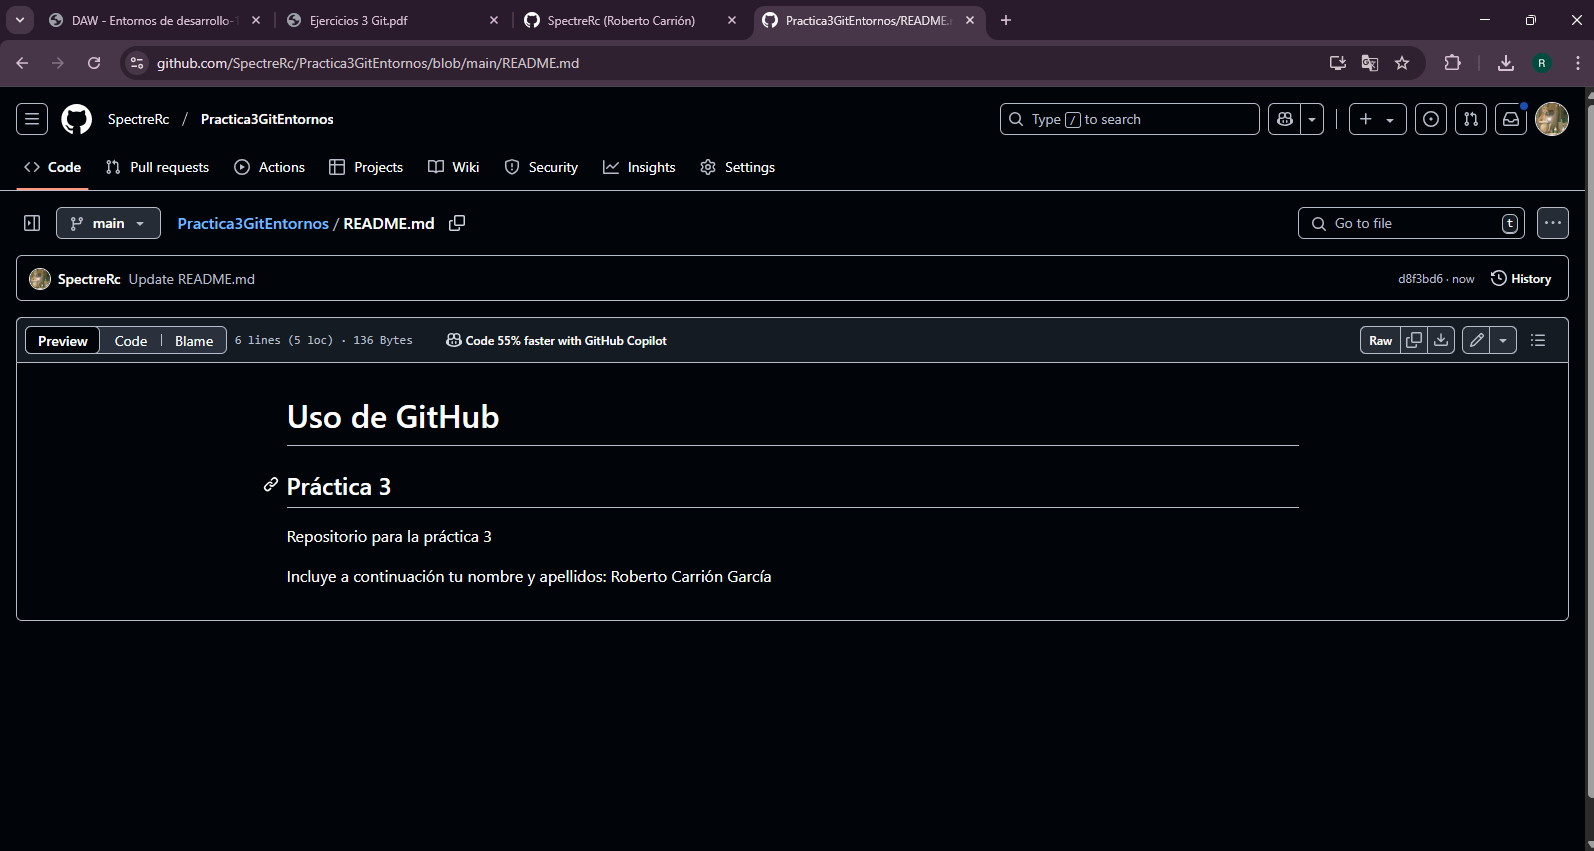 DAW - Entornos de desarrollo-1
Ejercicios 3 Git.pdf
SpectreRc (Roberto Carrión)
Practica3GitEntornos/README.m
github.com/SpectreRc/Practica3GitEntornos/blob/main/README.md
R
SpectreRc / Practica3GitEntornos
Type / to search
Code
Pull requests
Actions
Projects
Wiki
Security
Insights
Settings
main
Practica3GitEntornos / README.md
Go to file
t
SpectreRc Update README.md
d8f3bd6 · now
History
Preview
Code
Blame
6 lines (5 loc) · 136 Bytes
Code 55% faster with GitHub Copilot
Raw
Uso de GitHub
Práctica 3
Repositorio para la práctica 3
Incluye a continuación tu nombre y apellidos: Roberto Carrión García